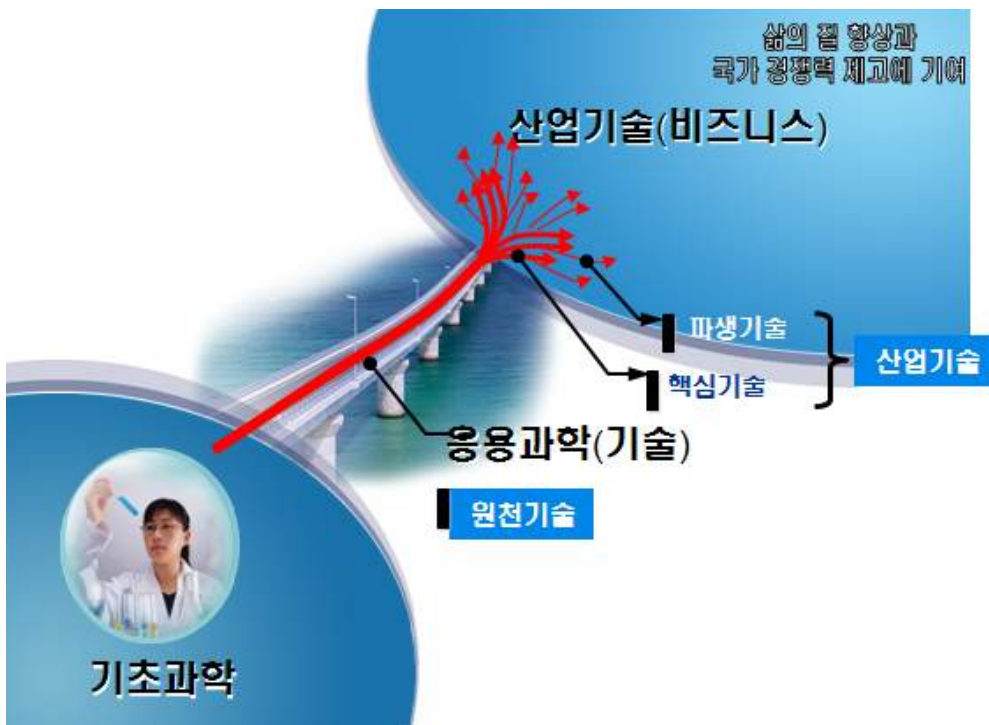 삶의 질 향상과
국가 경쟁력 제고에 기여
산업기술(비즈니스)
파생기술
산업기술
핵심기술
응용과학(기술)
원천기술
기초과학